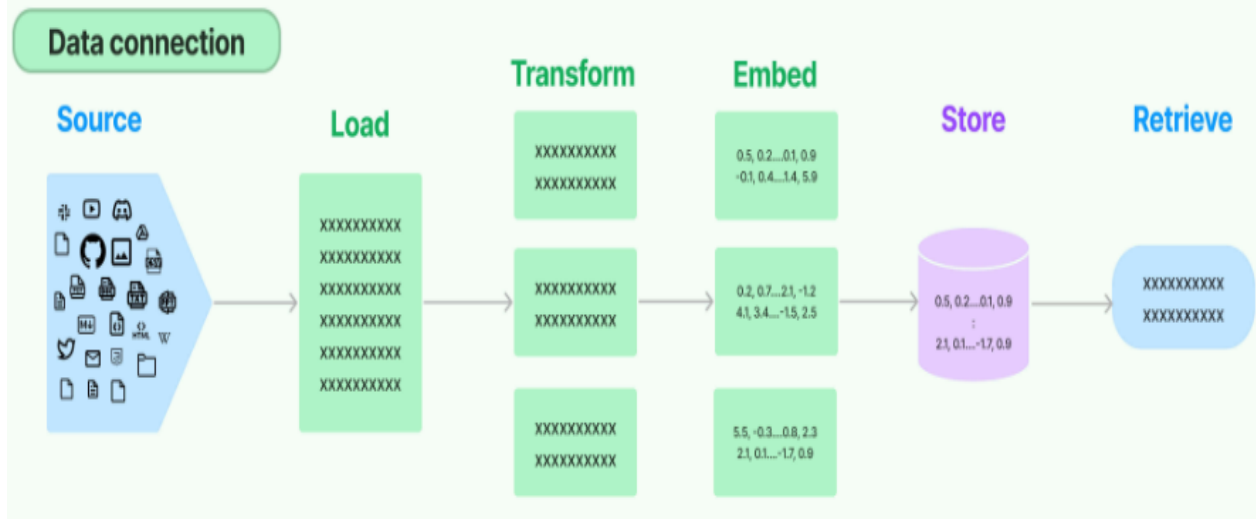 Data connection
Source
Load
Transform
Embed
Store
Retrieve
CSV
TXT
M↓
HTML
W
XXXXXXXXXX
XXXXXXXXXX
XXXXXXXXXX
XXXXXXXXXX
XXXXXXXXXX
XXXXXXXXXX
XXXXXXXXXX
XXXXXXXXXX
XXXXXXXXXX
XXXXXXXXXX
XXXXXXXXXX
XXXXXXXXXX
0.5, 0.2....0.1, 0.9
-0.1, 0.4....1.4, 5.9
0.2, 0.7....2.1, -1.2
4.1, 3.4....-1.5, 2.5
5.5, -0.3....0.8, 2.3
2.1, 0.1....-1.7, 0.9
0.5, 0.2....0.1, 0.9
:
2.1, 0.1....-1.7, 0.9
XXXXXXXXXX
XXXXXXXXXX